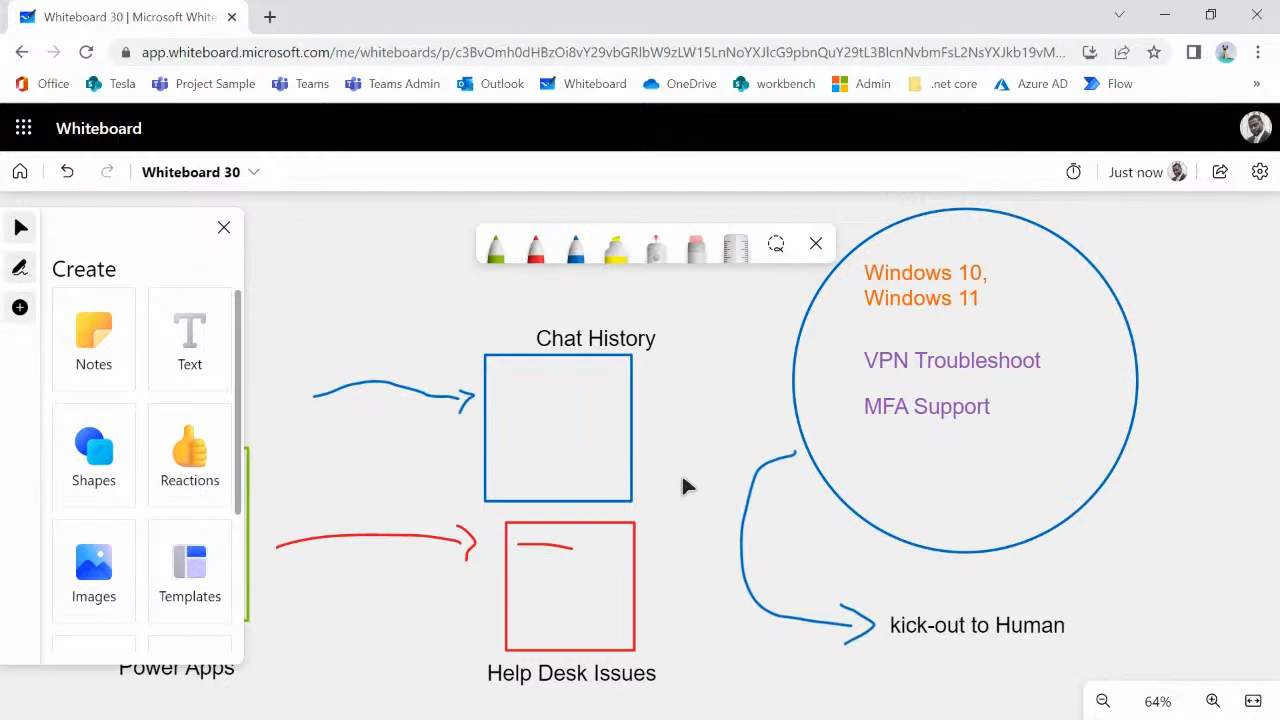 Whiteboard 30 | Microsoft White
app.whiteboard.microsoft.com/me/whiteboards/p/c3BvOmh0dHBzOi8vY29vbGRlbW9zLW15LnNoYXJlcG9pbnQuY29tL3BlcnNvbmFsL2NsYXJkb19vM...
Office
Tesla
Project Sample
Teams
Teams Admin
Outlook
Whiteboard
OneDrive
workbench
Admin
.net core
Azure AD
Flow
»
Whiteboard
Whiteboard 30
Just now
Create
Notes
Text
Shapes
Reactions
Images
Templates
Chat History
Windows 10,
Windows 11
VPN Troubleshoot
MFA Support
kick-out to Human
Power Apps
Help Desk Issues
64%